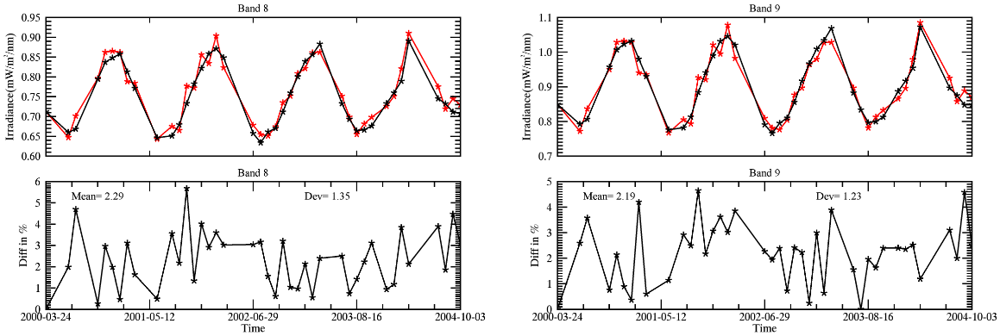 Band 8
Irradiance(mW/m²/nm)
0.95
0.90
0.85
0.80
0.75
0.70
0.65
0.60
Band 9
Irradiance(mW/m²/nm)
1.1
1.0
0.9
0.8
0.7
Band 8
Mean= 2.29 Dev= 1.35
Diff in %
6
5
4
3
2
1
0
2000-03-24 2001-05-12 2002-06-29 2003-08-16 2004-10-03
Time
Band 9
Mean= 2.19 Dev= 1.23
Diff in %
5
4
3
2
1
0
2000-03-24 2001-05-12 2002-06-29 2003-08-16 2004-10-03
Time